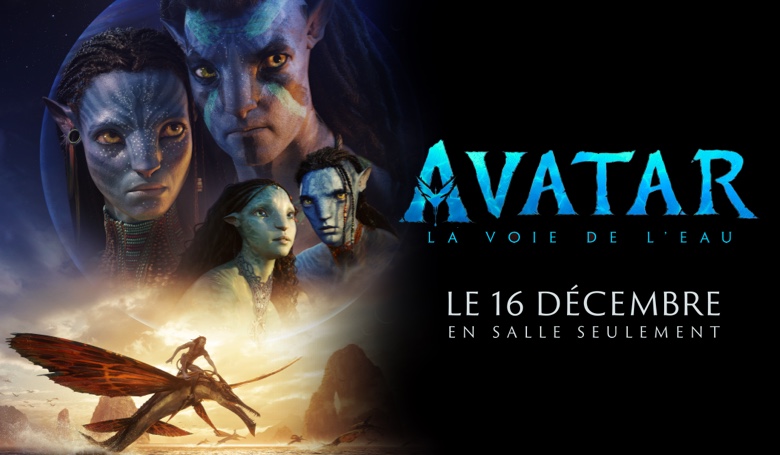 AVATAR
LA VOIE DE L'EAU
LE 16 DÉCEMBRE
EN SALLE SEULEMENT